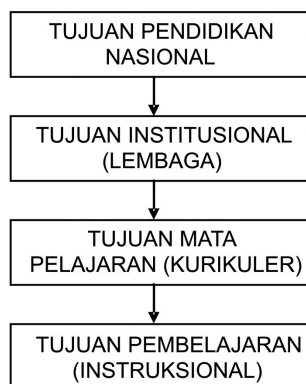 TUJUAN PENDIDIKAN
NASIONAL
TUJUAN INSTITUSIONAL
(LEMBAGA)
TUJUAN MATA
PELAJARAN (KURIKULER)
TUJUAN PEMBELAJARAN
(INSTRUKSIONAL)